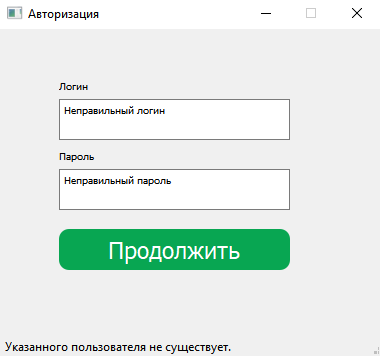 Авторизация
Логин
Неправильный логин
Пароль
Неправильный пароль
Продолжить
Указанного пользователя не существует.